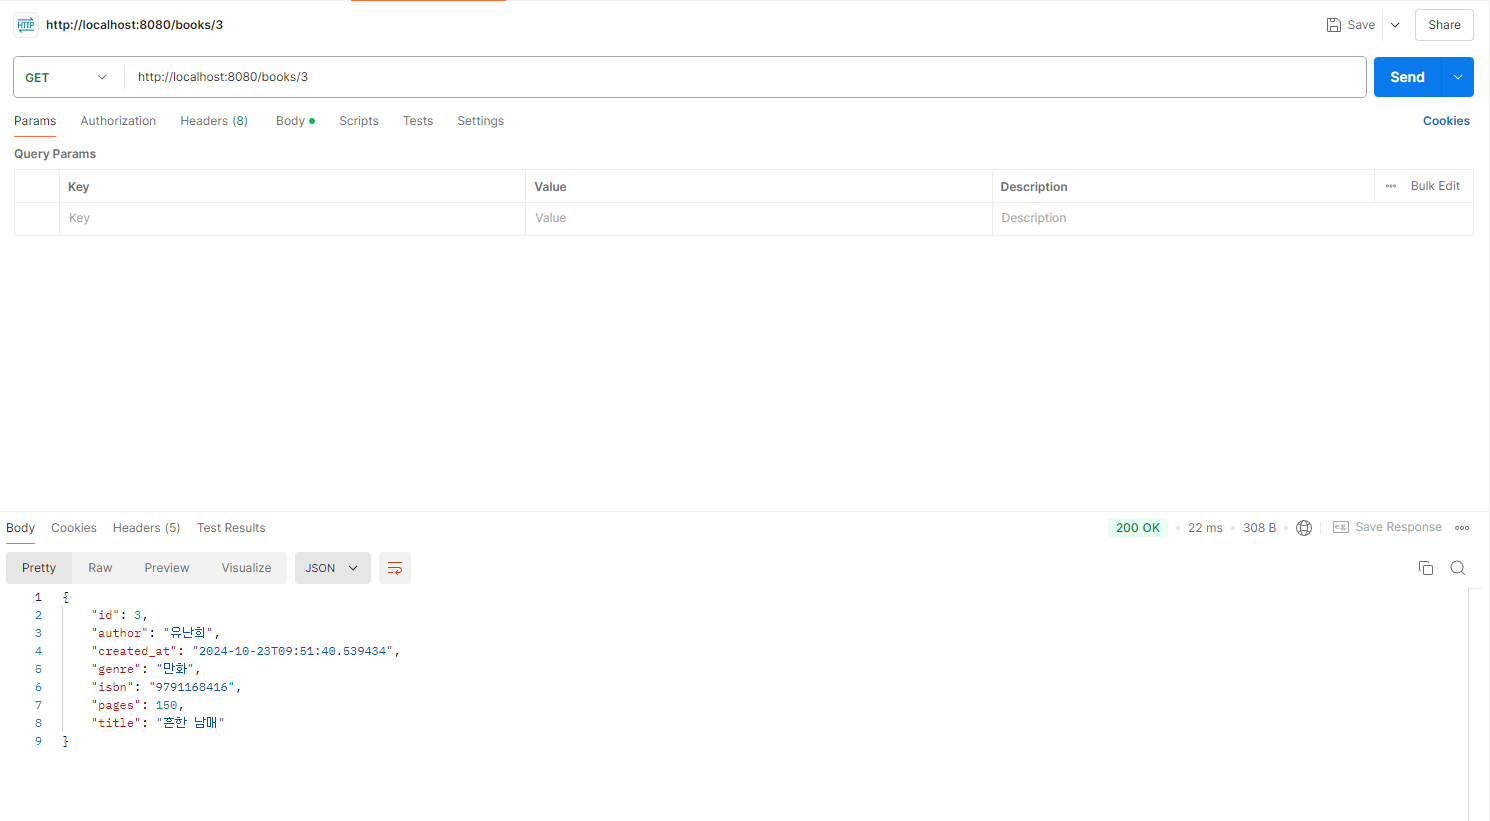 HTTP http://localhost:8080/books/3 Save Share
GET http://localhost:8080/books/3 Send
Params Authorization Headers (8) Body Scripts Tests Settings Cookies
Query Params
Key Value Description Bulk Edit
Key Value Description
Body Cookies Headers (5) Test Results 200 OK 22 ms 308 B e.g. Save Response
Pretty Raw Preview Visualize JSON
1 {
2 "id": 3,
3 "author": "유난희",
4 "created_at": "2024-10-23T09:51:40.539434",
5 "genre": "만화",
6 "isbn": "9791168416",
7 "pages": 150,
8 "title": "흔한 남매"
9 }